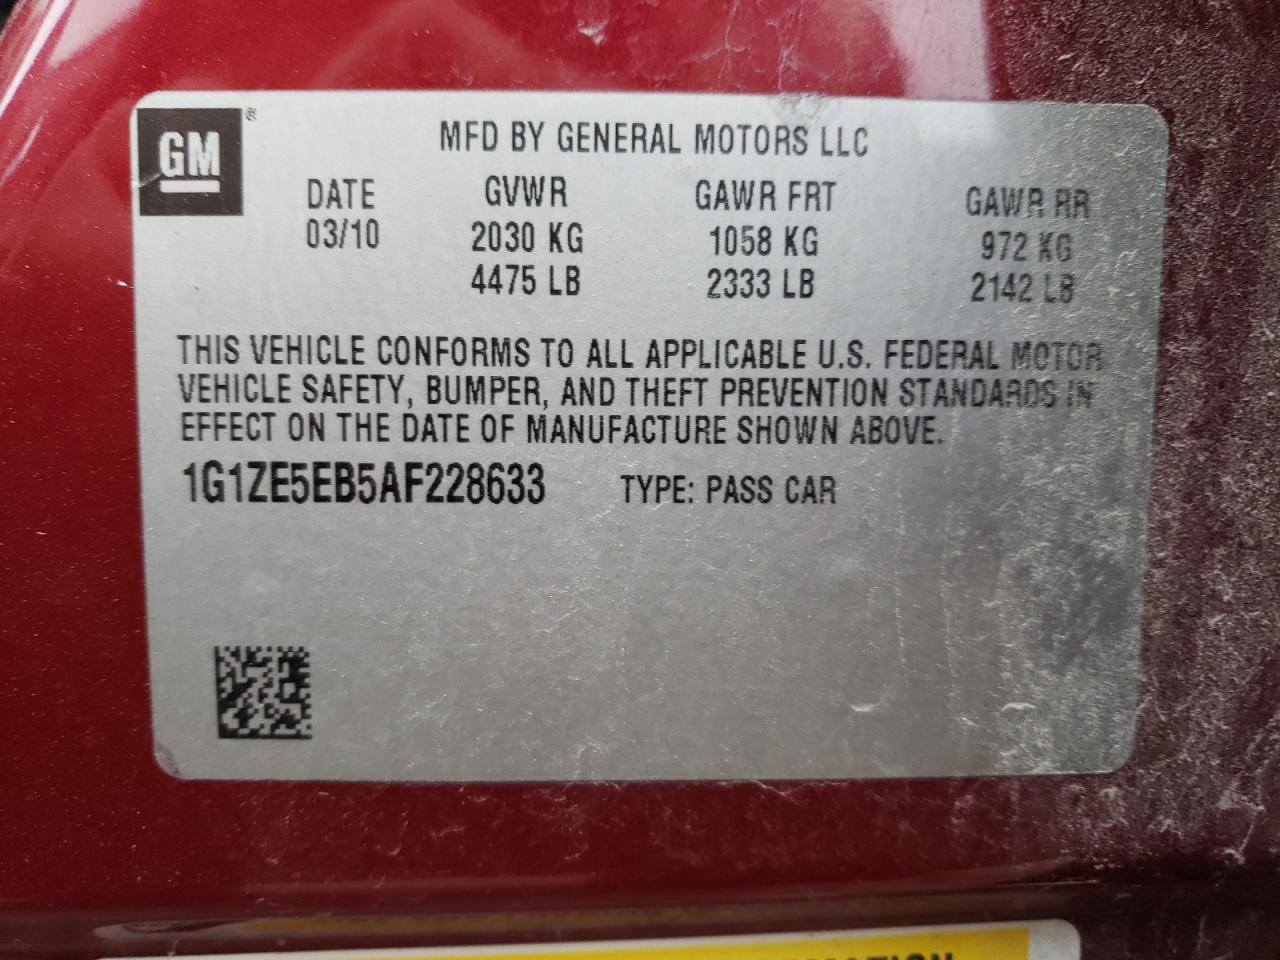 GM ®
MFD BY GENERAL MOTORS LLC
DATE GVWR GAWR FRT GAWR RR
03/10 2030 KG 1058 KG 972 KG
4475 LB 2333 LB 2142 LB
THIS VEHICLE CONFORMS TO ALL APPLICABLE U.S. FEDERAL MOTOR
VEHICLE SAFETY, BUMPER, AND THEFT PREVENTION STANDARDS IN
EFFECT ON THE DATE OF MANUFACTURE SHOWN ABOVE.
1G1ZE5EB5AF228633 TYPE: PASS CAR